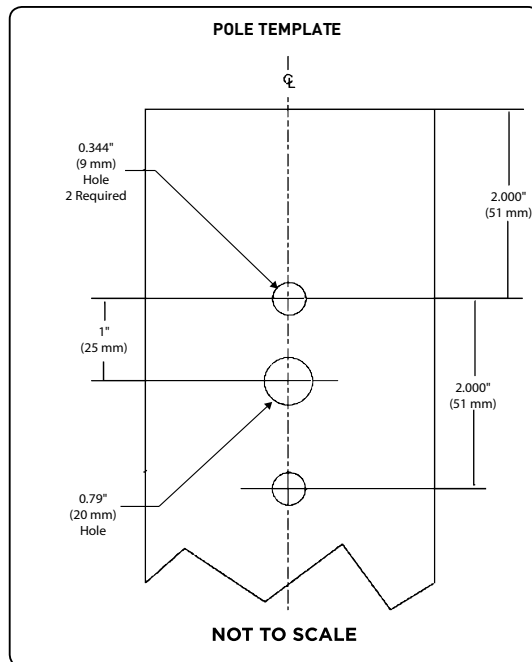 POLE TEMPLATE
℄
0.344"
(9 mm)
Hole
2 Required
2.000"
(51 mm)
1"
(25 mm)
2.000"
(51 mm)
0.79"
(20 mm)
Hole
NOT TO SCALE